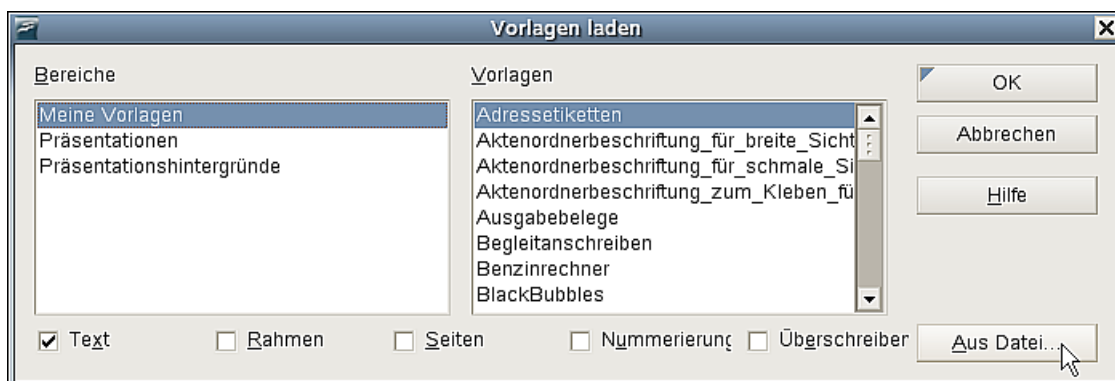 Vorlagen laden
Bereiche
Meine Vorlagen
Präsentationen
Präsentationshintergründe
Vorlagen
Adressetiketten
Aktenordnerbeschriftung_für_breite_Sicht
Aktenordnerbeschriftung_für_schmale_Si
Aktenordnerbeschriftung_zum_Kleben_fü
Ausgabebelege
Begleitanschreiben
Benzinrechner
BlackBubbles
OK
Abbrechen
Hilfe
Text Rahmen Seiten Nummerierung Überschreiben
Aus Datei...